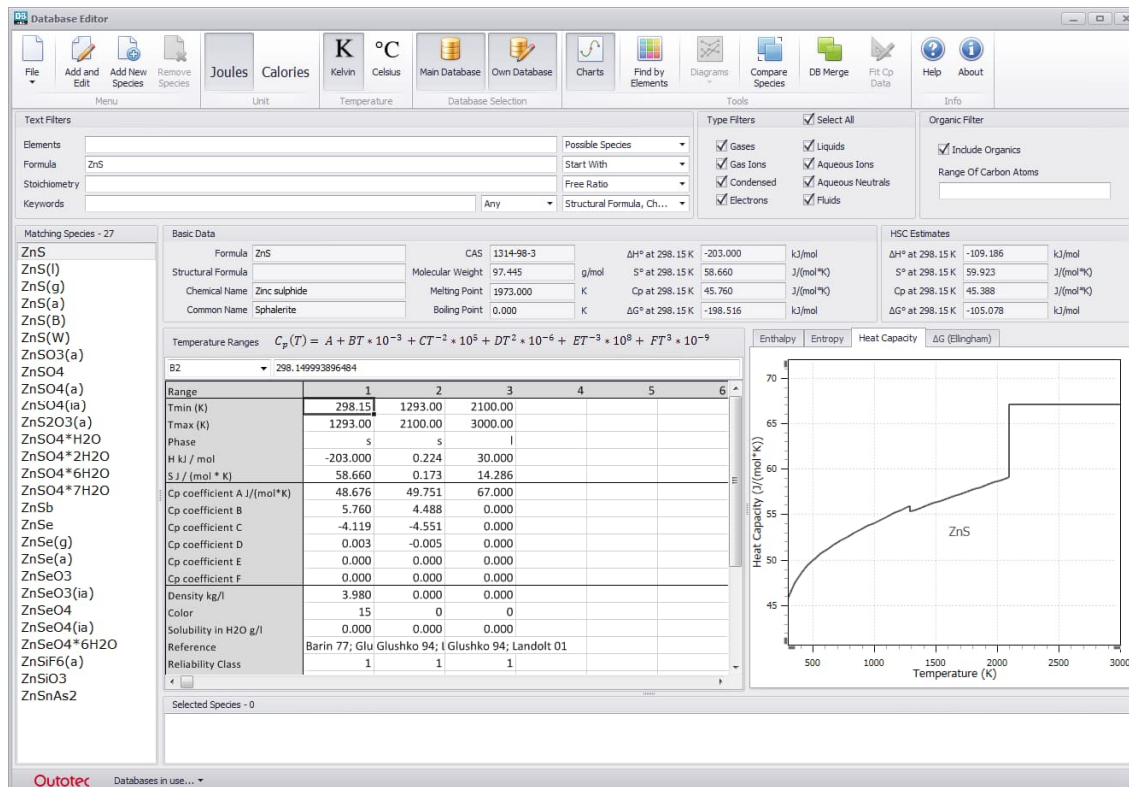 Database Editor
File
Add and Edit
Add New Species
Remove Species
Joules
Calories
K
Kelvin
°C
Celsius
Main Database
Own Database
Charts
Find by Elements
Diagrams
Compare Species
DB Merge
Fit Cp Data
Help
About
Menu
Unit
Temperature
Database Selection
Tools
Info
Text Filters
Elements
Possible Species
Formula
ZnS
Start With
Stoichiometry
Free Ratio
Keywords
Any
Structural Formula, Ch...
Type Filters
Select All
Gases
Liquids
Gas Ions
Aqueous Ions
Condensed
Aqueous Neutrals
Electrons
Fluids
Organic Filter
Include Organics
Range Of Carbon Atoms
Matching Species - 27
ZnS
ZnS(l)
ZnS(g)
ZnS(a)
ZnS(B)
ZnS(W)
ZnSO3(a)
ZnSO4
ZnSO4(a)
ZnSO4(ia)
ZnS2O3(a)
ZnSO4*H2O
ZnSO4*2H2O
ZnSO4*6H2O
ZnSO4*7H2O
ZnSb
ZnSe
ZnSe(g)
ZnSe(a)
ZnSeO3
ZnSeO3(ia)
ZnSeO4
ZnSeO4(ia)
ZnSeO4*6H2O
ZnSiF6(a)
ZnSiO3
ZnSnAs2
Basic Data
Formula ZnS CAS 1314-98-3 ΔH° at 298.15 K -203.000 kJ/mol
Structural Formula Molecular Weight 97.445 g/mol S° at 298.15 K 58.660 J/(mol*K)
Chemical Name Zinc sulphide Melting Point 1973.000 K Cp at 298.15 K 45.760 J/(mol*K)
Common Name Sphalerite Boiling Point 0.000 K ΔG° at 298.15 K -198.516 kJ/mol
HSC Estimates
ΔH° at 298.15 K -109.186 kJ/mol
S° at 298.15 K 59.923 J/(mol*K)
Cp at 298.15 K 45.388 J/(mol*K)
ΔG° at 298.15 K -105.078 kJ/mol
Temperature Ranges Cp(T) = A + BT * 10⁻³ + CT⁻² * 10⁵ + DT² * 10⁻⁶ + ET⁻³ * 10⁸ + FT³ * 10⁻⁹
B2 298.149993896484
Range 1 2 3 4 5 6
Tmin (K) 298.15 1293.00 2100.00
Tmax (K) 1293.00 2100.00 3000.00
Phase s s l
H kJ / mol -203.000 0.224 30.000
S J / (mol * K) 58.660 0.173 14.286
Cp coefficient A J/(mol*K) 48.676 49.751 67.000
Cp coefficient B 5.760 4.488 0.000
Cp coefficient C -4.119 -4.551 0.000
Cp coefficient D 0.003 -0.005 0.000
Cp coefficient E 0.000 0.000 0.000
Cp coefficient F 0.000 0.000 0.000
Density kg/l 3.980 0.000 0.000
Color 15 0 0
Solubility in H2O g/l 0.000 0.000 0.000
Reference Barin 77; Glu Glushko 94; L Glushko 94; Landolt 01
Reliability Class 1 1 1
Enthalpy
Entropy
Heat Capacity
ΔG (Ellingham)
Heat Capacity (J/(mol*K))
70
65
60
55
50
45
ZnS
500 1000 1500 2000 2500 3000
Temperature (K)
Selected Species - 0
Outotec
Databases in use...